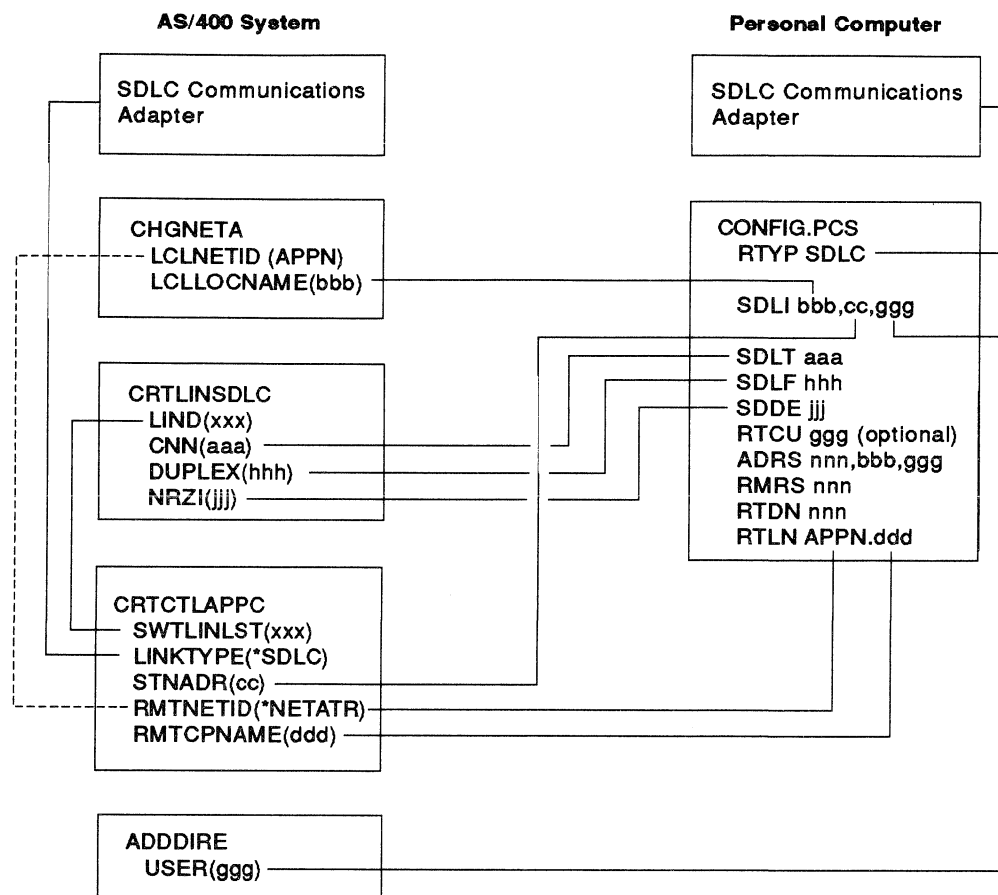 AS/400 System
SDLC Communications
Adapter
CHGNETA
LCLNETID (APPN)
LCLLOCNAME(bbb)
CRTLINSDLC
LIND(xxx)
CNN(aaa)
DUPLEX(hhh)
NRZI(jjj)
CRTCTLAPPC
SWTLINLST(xxx)
LINKTYPE(*SDLC)
STNADR(cc)
RMTNETID(*NETATR)
RMTCPNAME(ddd)
ADDDIRE
USER(ggg)
Personal Computer
SDLC Communications
Adapter
CONFIG.PCS
RTYP SDLC
SDLI bbb,cc,ggg
SDLT aaa
SDLF hhh
SDDE jjj
RTCU ggg (optional)
ADRS nnn,bbb,ggg
RMRS nnn
RTDN nnn
RTLN APPN.ddd